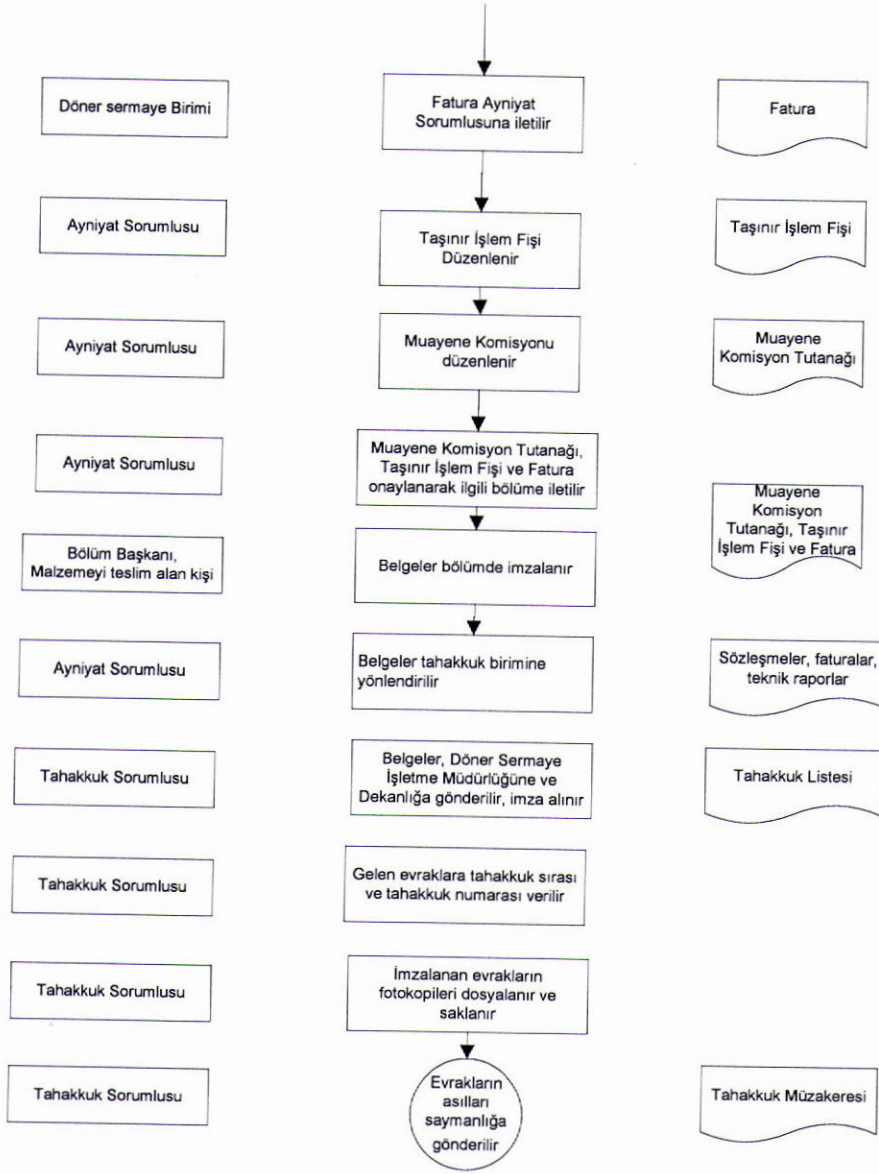 Döner sermaye Birimi
Fatura Ayniyat
Sorumlusuna iletilir
Fatura
Ayniyat Sorumlusu
Taşınır İşlem Fişi
Düzenlenir
Taşınır İşlem Fişi
Ayniyat Sorumlusu
Muayene Komisyonu
düzenlenir
Muayene
Komisyon Tutanağı
Ayniyat Sorumlusu
Muayene Komisyon Tutanağı,
Taşınır İşlem Fişi ve Fatura
onaylanarak ilgili bölüme iletilir
Muayene
Komisyon
Tutanağı, Taşınır
İşlem Fişi ve Fatura
Bölüm Başkanı,
Malzemeyi teslim alan kişi
Belgeler bölümde imzalanır
Ayniyat Sorumlusu
Belgeler tahakkuk birimine
yönlendirilir
Sözleşmeler, faturalar,
teknik raporlar
Tahakkuk Sorumlusu
Belgeler, Döner Sermaye
İşletme Müdürlüğüne ve
Dekanlığa gönderilir, imza alınır
Tahakkuk Listesi
Tahakkuk Sorumlusu
Gelen evraklara tahakkuk sırası
ve tahakkuk numarası verilir
Tahakkuk Sorumlusu
İmzalanan evrakların
fotokopileri dosyalanır ve
saklanır
Tahakkuk Sorumlusu
Evrakların
asılları
saymanlığa
gönderilir
Tahakkuk Müzakeresi